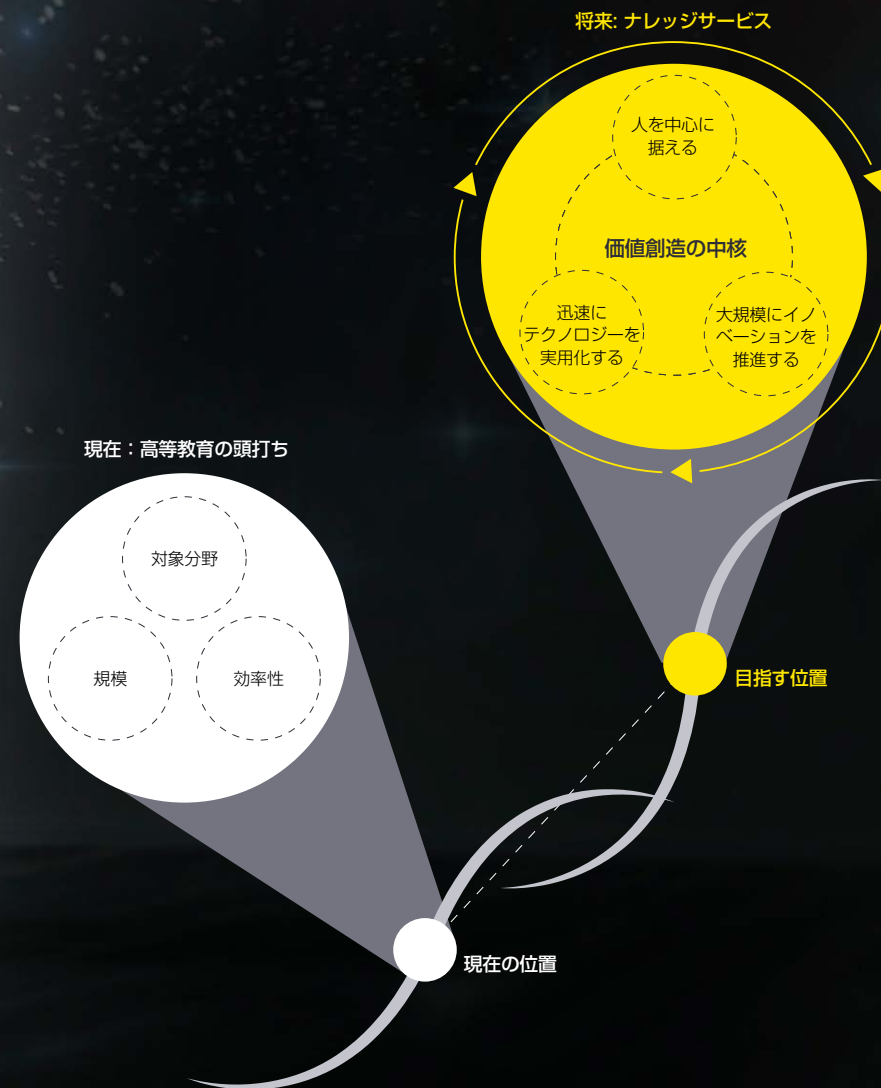 将来: ナレッジサービス
人を中心に
据える
価値創造の中核
迅速に
テクノロジーを
実用化する
大規模にイノ
ベーションを
推進する
現在：高等教育の頭打ち
対象分野
規模
効率性
目指す位置
現在の位置